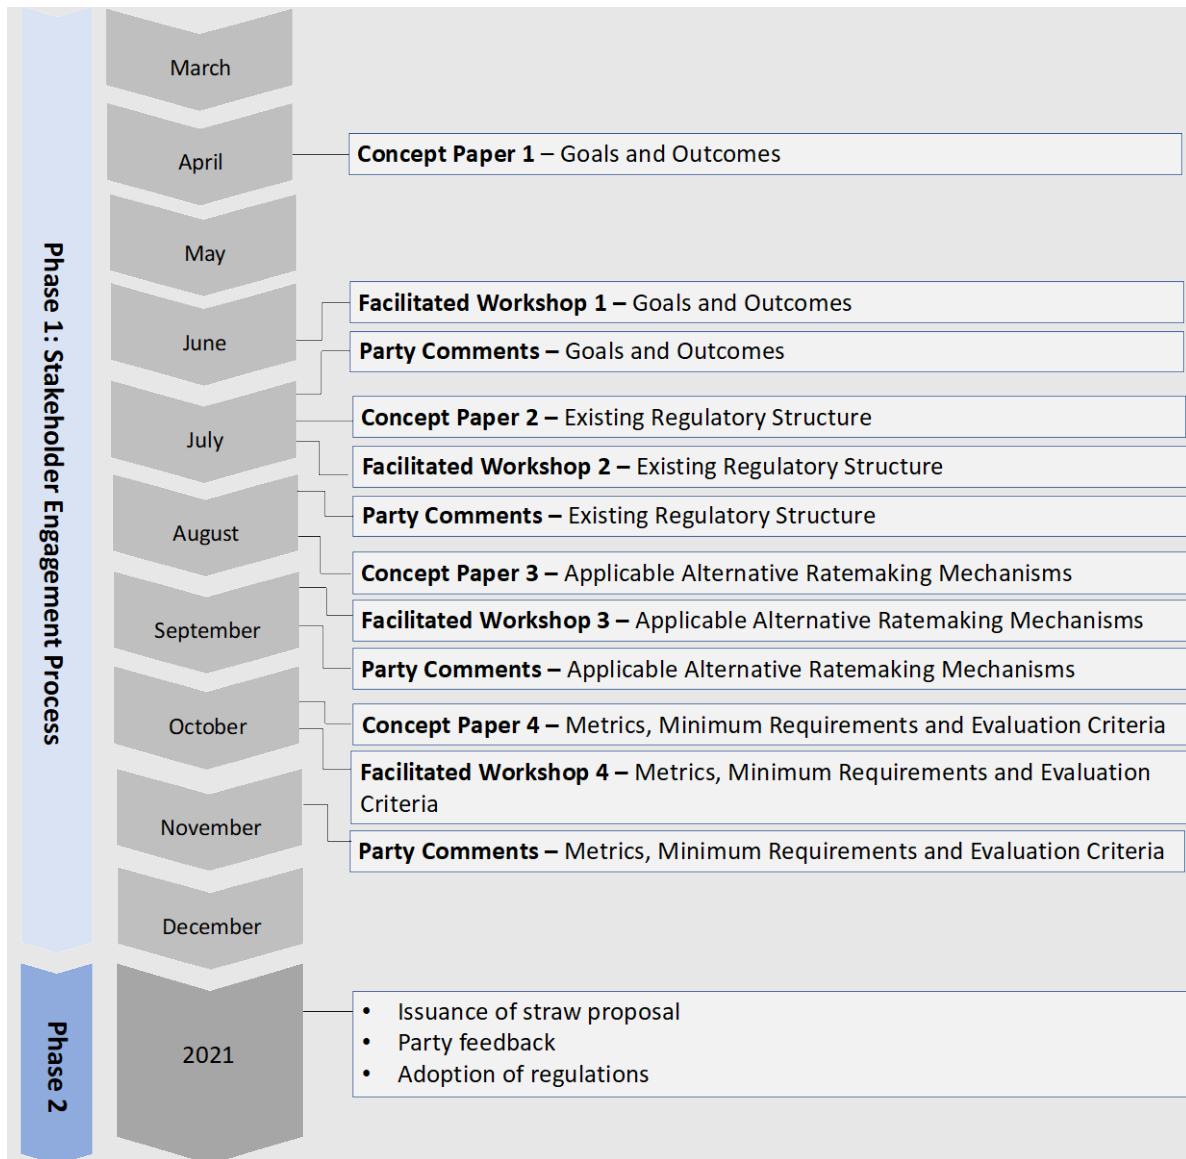 Phase 1: Stakeholder Engagement Process
March
April
Concept Paper 1 – Goals and Outcomes
May
June
Facilitated Workshop 1 – Goals and Outcomes
Party Comments – Goals and Outcomes
July
Concept Paper 2 – Existing Regulatory Structure
Facilitated Workshop 2 – Existing Regulatory Structure
Party Comments – Existing Regulatory Structure
August
Concept Paper 3 – Applicable Alternative Ratemaking Mechanisms
Facilitated Workshop 3 – Applicable Alternative Ratemaking Mechanisms
September
Party Comments – Applicable Alternative Ratemaking Mechanisms
October
Concept Paper 4 – Metrics, Minimum Requirements and Evaluation Criteria
Facilitated Workshop 4 – Metrics, Minimum Requirements and Evaluation
Criteria
November
Party Comments – Metrics, Minimum Requirements and Evaluation Criteria
December
Phase 2
2021
• Issuance of straw proposal
• Party feedback
• Adoption of regulations